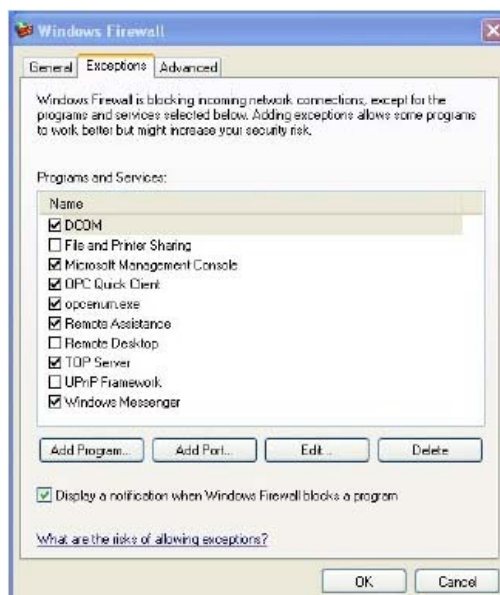 Windows Firewall
General Exceptions Advanced
Windows Firewall is blocking incoming network connections, except for the
programs and services selected below. Adding exceptions allows some programs
to work better but might increase your security risk.
Programs and Services:
Name
DCOM
File and Printer Sharing
Microsoft Management Console
OPC Quick Client
opcenum.exe
Remote Assistance
Remote Desktop
TOP Server
UPnP Framework
Windows Messenger
Add Program... Add Port... Edit... Delete
Display a notification when Windows Firewall blocks a program
What are the risks of allowing exceptions?
OK Cancel